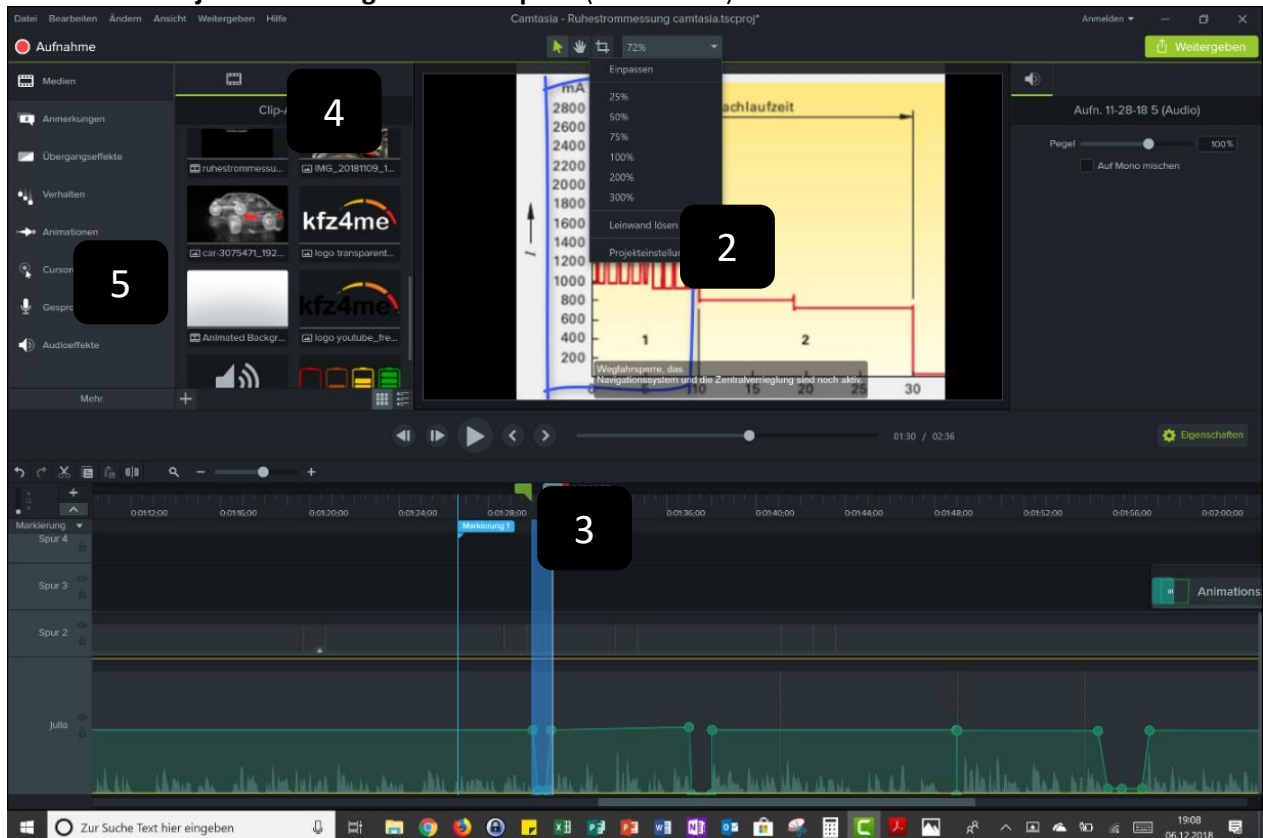 Datei Bearbeiten Ändern Ansicht Weitergeben Hilfe
Camtasia - Ruhestrommessung camtasia.tscproj*
Anmelden
Aufnahme
72%
Weitergeben
Medien
Anmerkungen
Übergangseffekte
Verhalten
Animationen
Cursor
Audioeffekte
Mehr
Clip-
4
ruhestrommessu...
IMG_20181109_1...
kfz4me
car-3075471_192...
logo transparent...
kfz4me
Animated Backgr...
logo youtube_fre...
5
Einpassen
25%
50%
75%
100%
200%
300%
Leinwand lösen
2
mA
2800
2600
2400
2200
2000
1800
1600
1400
1200
1000
800
600
400
200
I
achlaufzeit
1
2
Wegfahrsperre, das
Navigationssystem und die Zentralverrieglung sind noch aktiv.
10 15 20 25 30
Aufn. 11-28-18 5 (Audio)
Pegel
100%
Auf Mono mischen
01:30 / 02:36
Eigenschaften
0:01:12;00 0:01:16;00 0:01:20;00 0:01:24;00 0:01:28;00 0:01:36;00 0:01:40;00 0:01:44;00 0:01:48;00 0:01:52;00 0:01:56;00 0:02:00;00
3
Markierung
Markierung 1
Spur 4
Spur 3
Animations
Spur 2
Julia
Zur Suche Text hier eingeben
19:08
06.12.2018